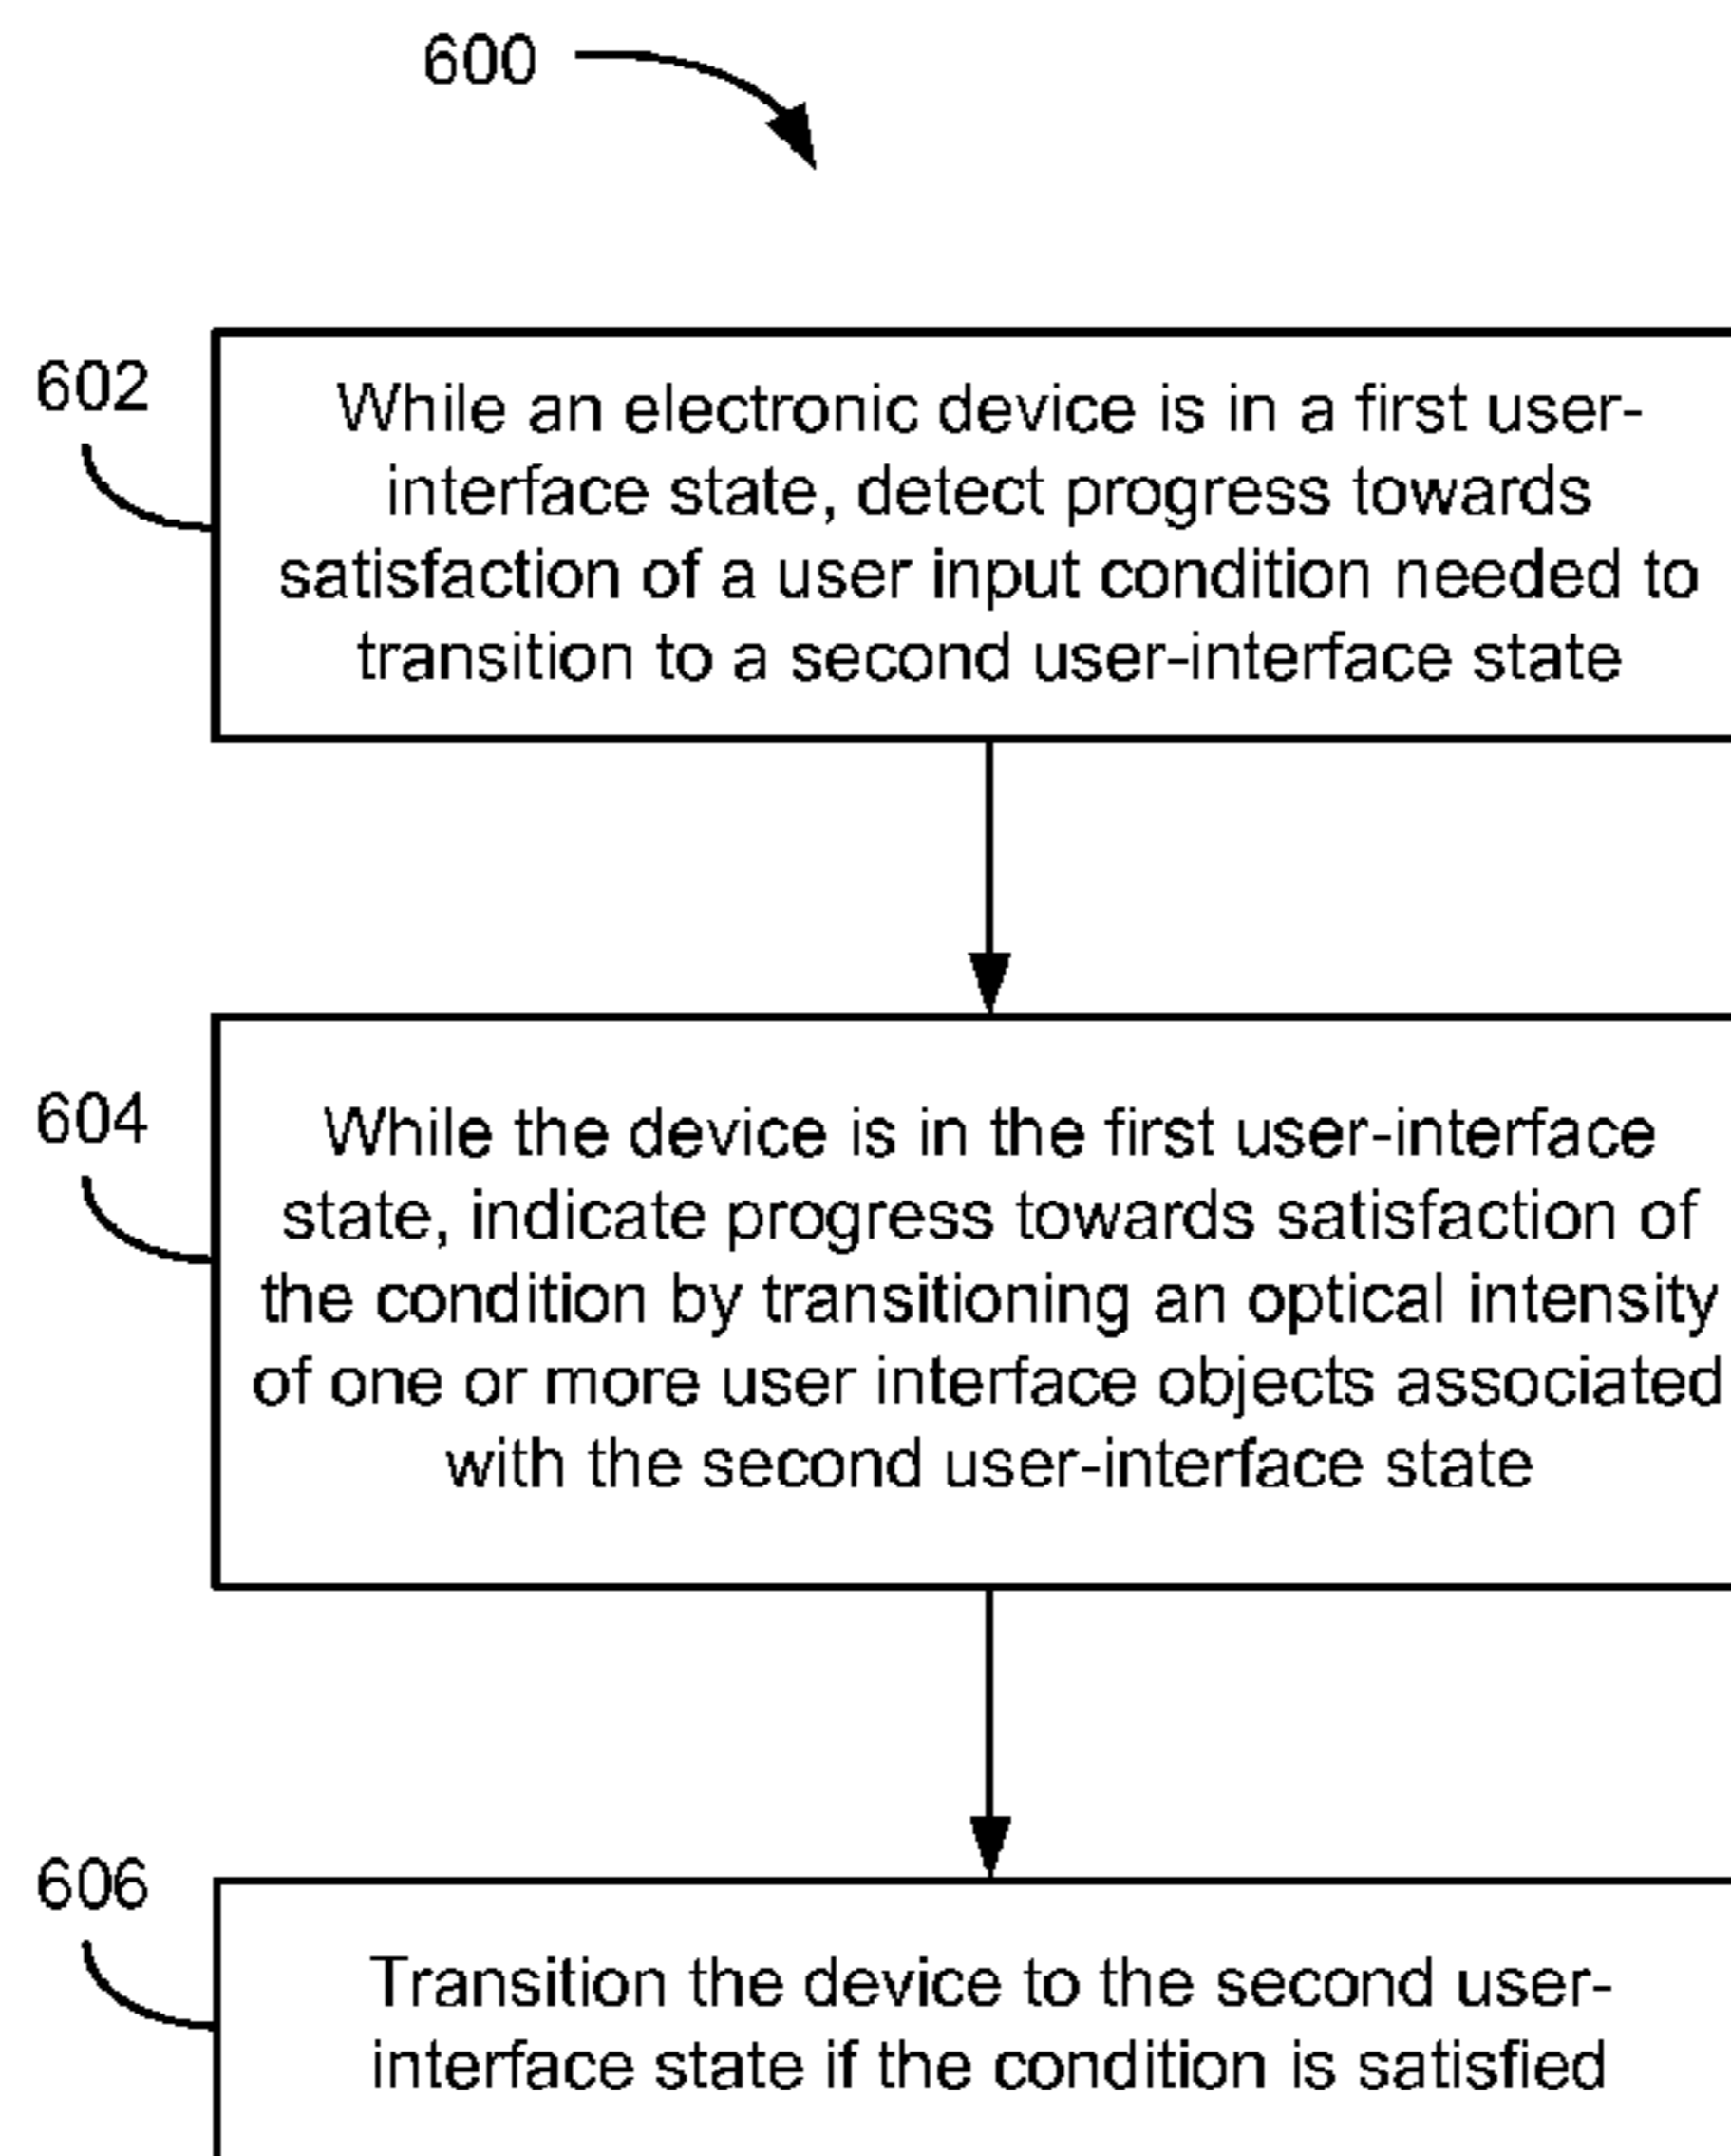 600
602
While an electronic device is in a first user-
interface state, detect progress towards
satisfaction of a user input condition needed to
transition to a second user-interface state
604
While the device is in the first user-interface
state, indicate progress towards satisfaction of
the condition by transitioning an optical intensity
of one or more user interface objects associated
with the second user-interface state
606
Transition the device to the second user-
interface state if the condition is satisfied